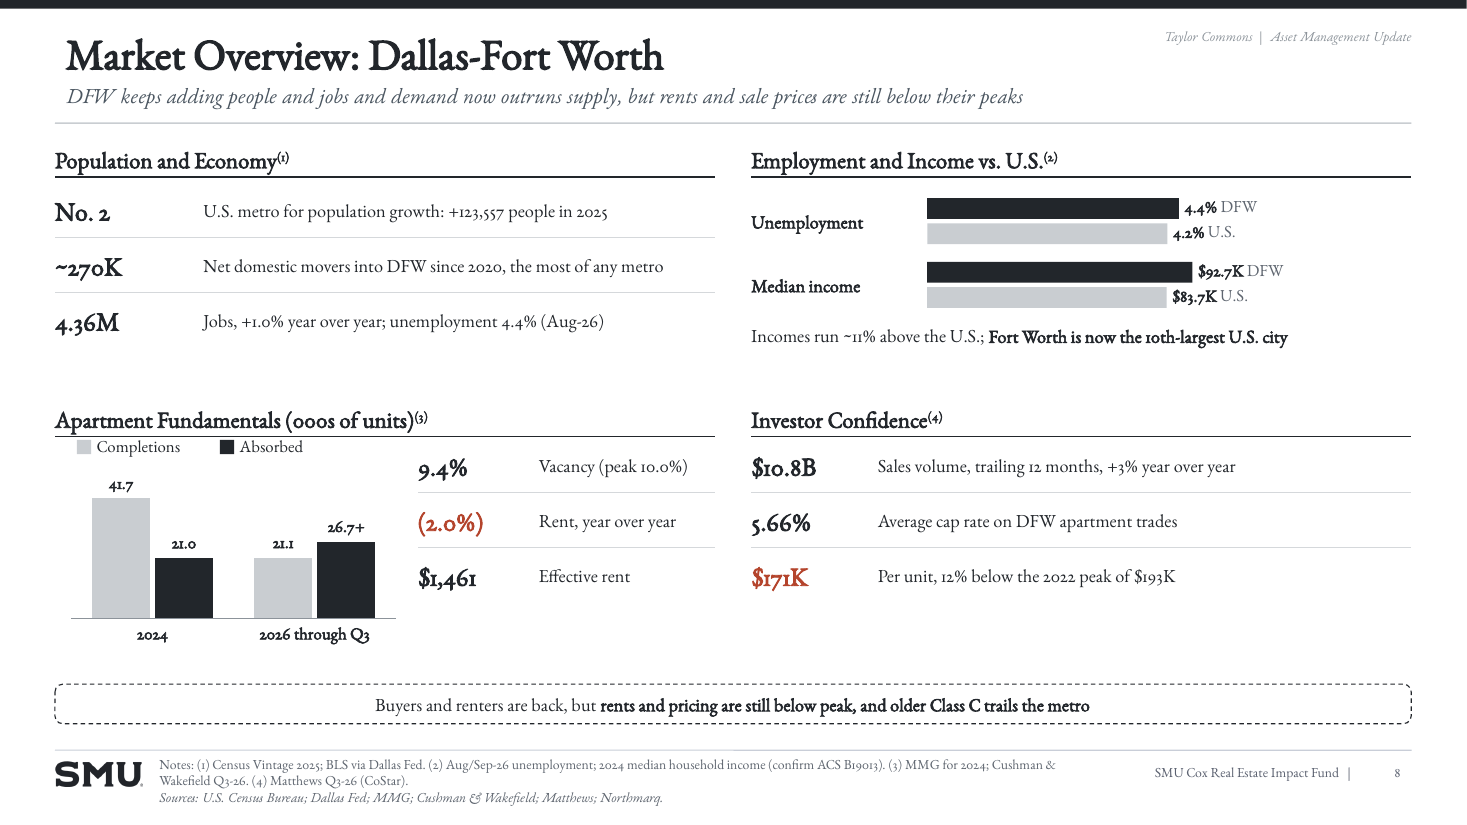 Taylor Commons | Asset Management Update
Market Overview: Dallas-Fort Worth
DFW keeps adding people and jobs and demand now outruns supply, but rents and sale prices are still below their peaks
Population and Economy(1)
No. 2 U.S. metro for population growth: +123,557 people in 2025
~270K Net domestic movers into DFW since 2020, the most of any metro
4.36M Jobs, +1.0% year over year; unemployment 4.4% (Aug-26)
Employment and Income vs. U.S.(2)
Unemployment
4.4% DFW
4.2% U.S.
Median income
$92.7K DFW
$83.7K U.S.
Incomes run ~11% above the U.S.; Fort Worth is now the 10th-largest U.S. city
Apartment Fundamentals (000s of units)(3)
Completions Absorbed
41.7
21.0
21.1
26.7+
2024
2026 through Q3
9.4% Vacancy (peak 10.0%)
(2.0%) Rent, year over year
$1,461 Effective rent
Investor Confidence(4)
$10.8B Sales volume, trailing 12 months, +3% year over year
5.66% Average cap rate on DFW apartment trades
$171K Per unit, 12% below the 2022 peak of $193K
Buyers and renters are back, but rents and pricing are still below peak, and older Class C trails the metro
SMU
Notes: (1) Census Vintage 2025; BLS via Dallas Fed. (2) Aug/Sep-26 unemployment; 2024 median household income (confirm ACS B19013). (3) MMG for 2024; Cushman &
Wakefield Q3-26. (4) Matthews Q3-26 (CoStar).
Sources: U.S. Census Bureau; Dallas Fed; MMG; Cushman & Wakefield; Matthews; Northmarq.
SMU Cox Real Estate Impact Fund | 8